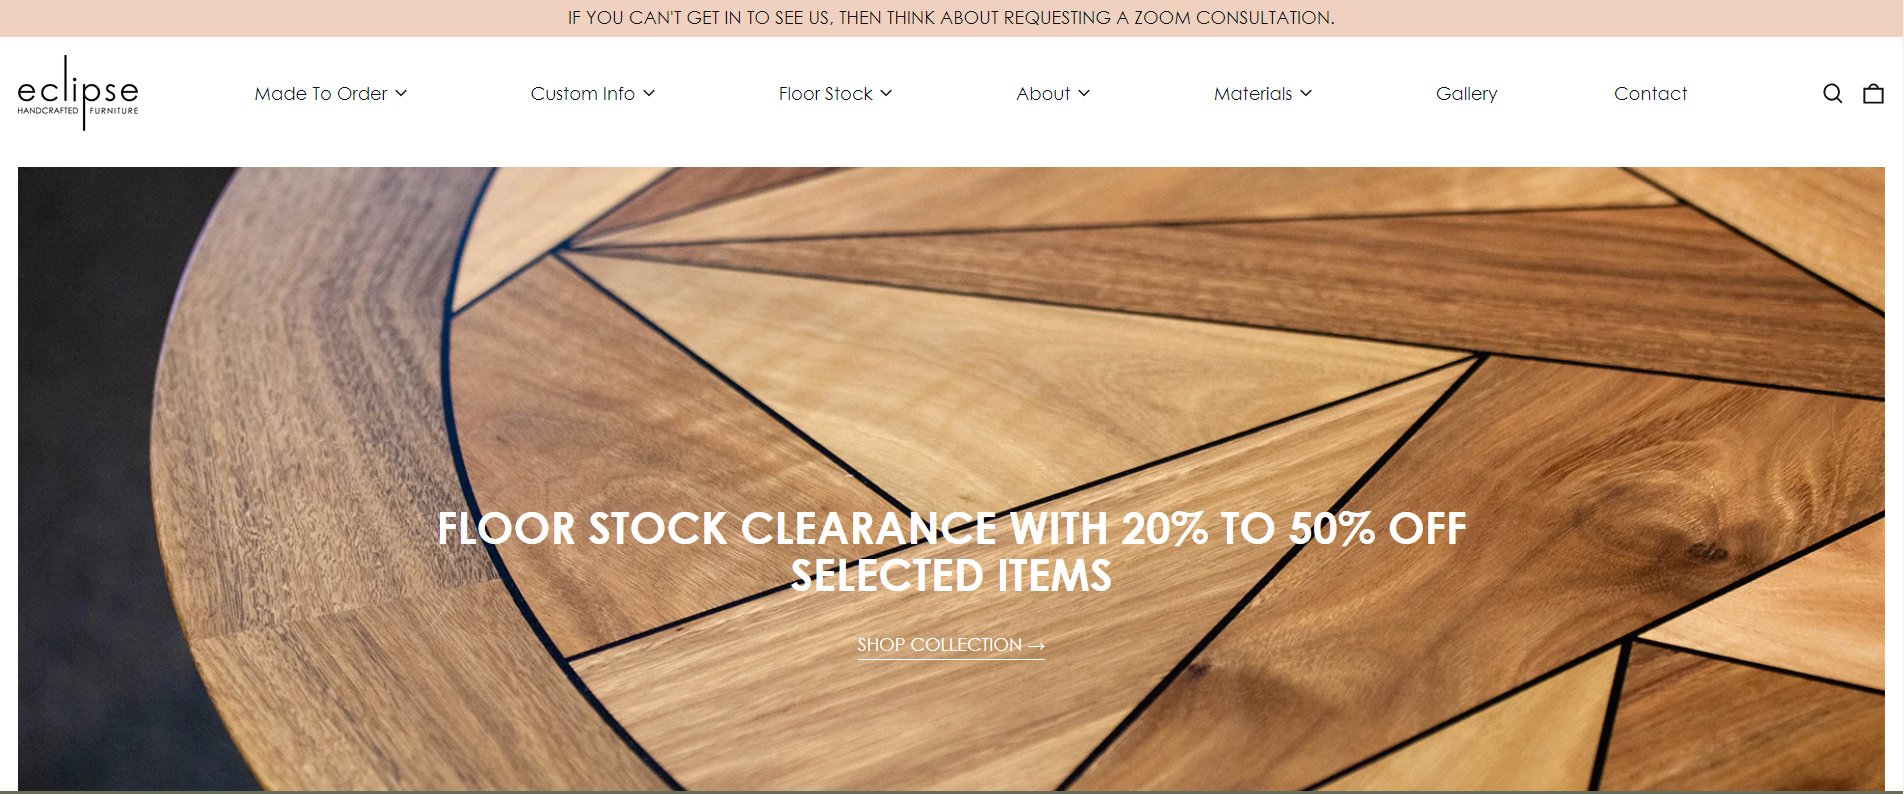 IF YOU CAN'T GET IN TO SEE US, THEN THINK ABOUT REQUESTING A ZOOM CONSULTATION.
eclipse
HANDCRAFTED FURNITURE
Made To Order
Custom Info
Floor Stock
About
Materials
Gallery
Contact
FLOOR STOCK CLEARANCE WITH 20% TO 50% OFF
SELECTED ITEMS
SHOP COLLECTION →